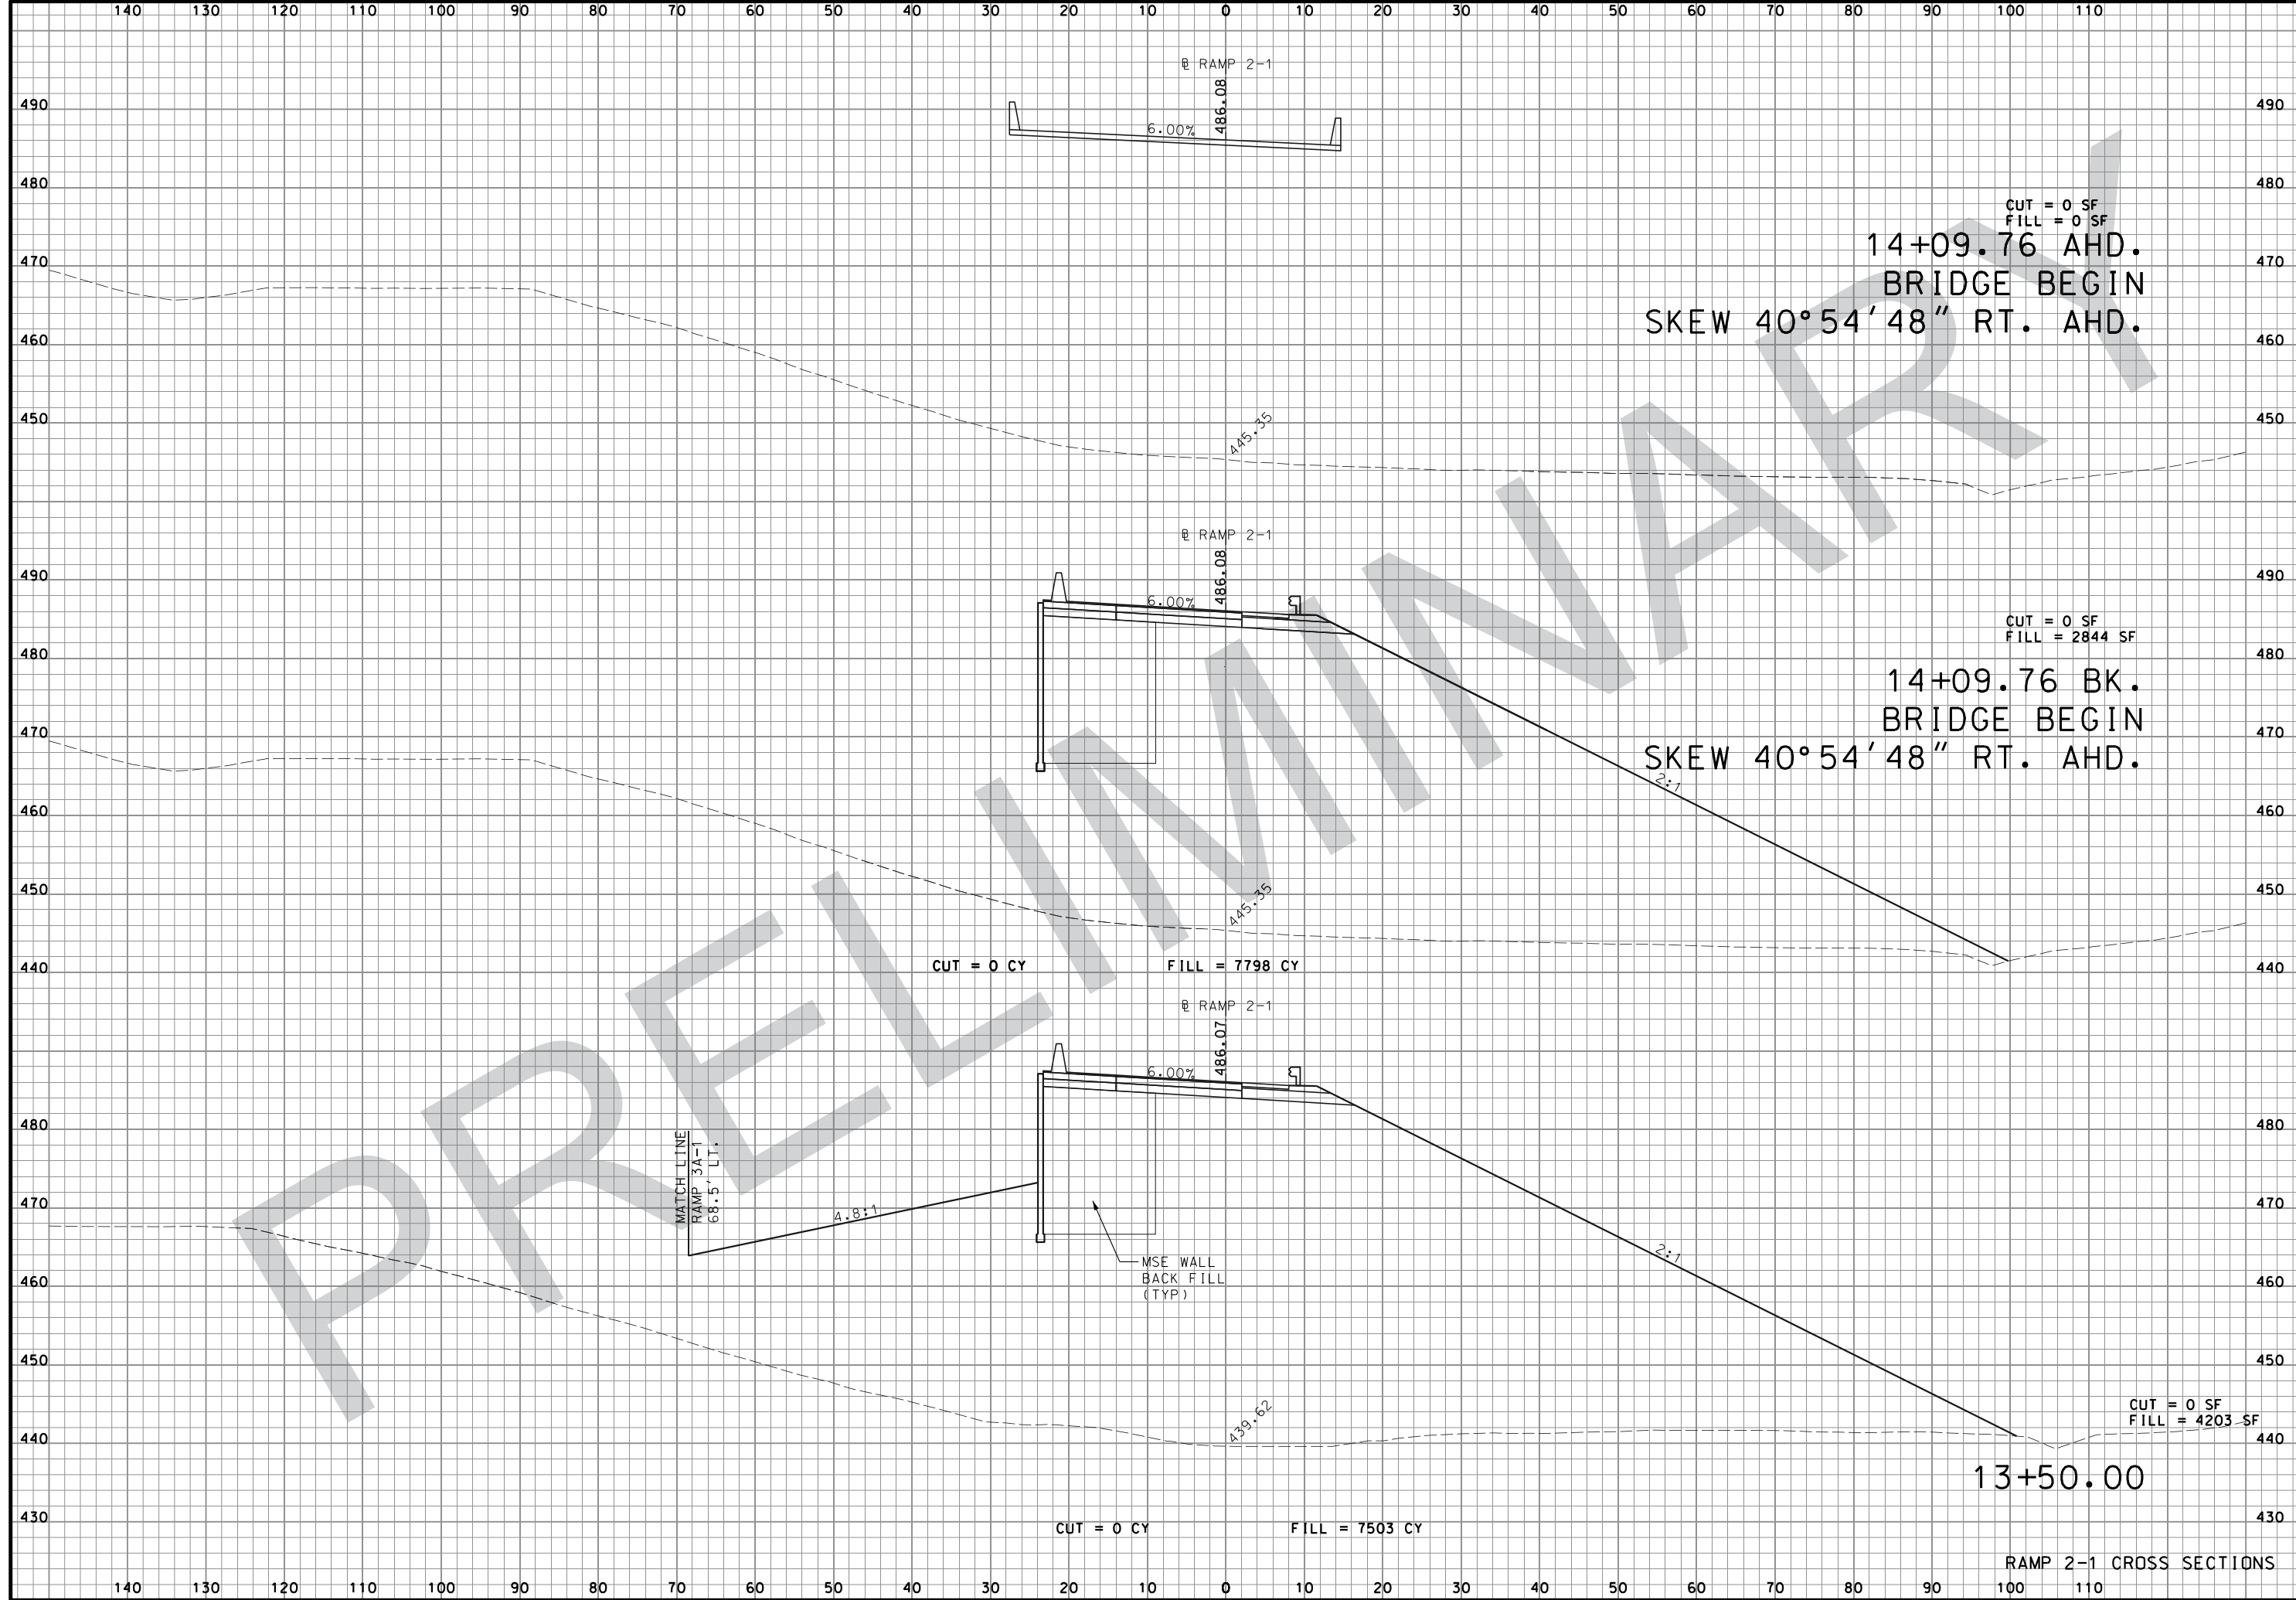 140 130 120 110 100 90 80 70 60 50 40 30 20 10 0 10 20 30 40 50 60 70 80 90 100 110
℄ RAMP 2-1
486.08
490 490
6.00%
480 480
CUT = 0 SF
FILL = 0 SF
14+09.76 AHD.
BRIDGE BEGIN
SKEW 40°54'48" RT. AHD.
470 470
460 460
450 450
445.35
℄ RAMP 2-1
486.08
490 490
6.00%
CUT = 0 SF
FILL = 2844 SF
480 480
14+09.76 BK.
BRIDGE BEGIN
SKEW 40°54'48" RT. AHD.
470 470
2:1
460 460
450 450
445.35
440 440
CUT = 0 CY FILL = 7798 CY
℄ RAMP 2-1
486.07
6.00%
480 480
MATCH LINE
RAMP 3A-1
68.5' LT.
470 470
4.8:1
2:1
MSE WALL
BACK FILL
(TYP)
460 460
450 450
439.62
CUT = 0 SF
FILL = 4203 SF
440 440
13+50.00
430 430
CUT = 0 CY FILL = 7503 CY
RAMP 2-1 CROSS SECTIONS
140 130 120 110 100 90 80 70 60 50 40 30 20 10 0 10 20 30 40 50 60 70 80 90 100 110
PRELIMINARY